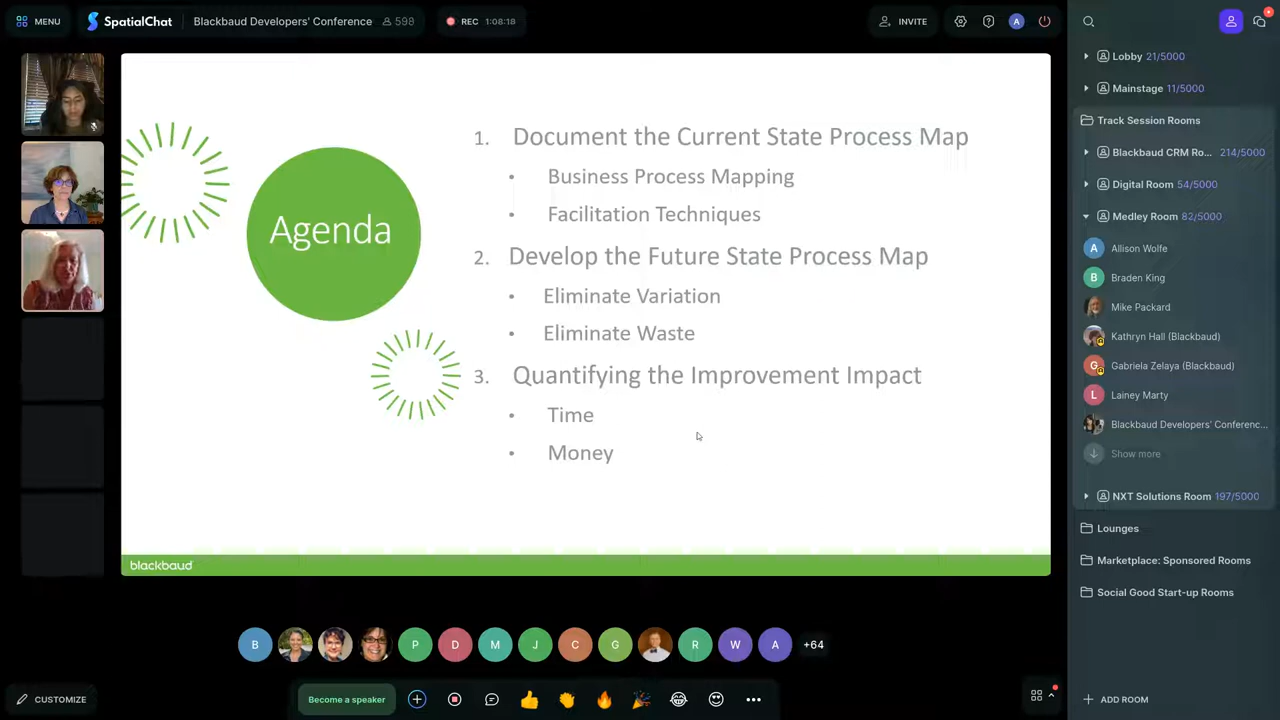 MENU
SpatialChat
Blackbaud Developers' Conference
598
REC
1:08:18
INVITE
A
Agenda
1. Document the Current State Process Map
• Business Process Mapping
• Facilitation Techniques
2. Develop the Future State Process Map
• Eliminate Variation
• Eliminate Waste
3. Quantifying the Improvement Impact
• Time
• Money
blackbaud
B
P
D
M
J
C
G
R
W
A
+64
CUSTOMIZE
Become a speaker
Lobby 21/5000
Mainstage 11/5000
Track Session Rooms
Blackbaud CRM Ro... 214/5000
Digital Room 54/5000
Medley Room 82/5000
A Allison Wolfe
B Braden King
Mike Packard
Kathryn Hall (Blackbaud)
G Gabriela Zelaya (Blackbaud)
L Lainey Marty
Blackbaud Developers' Conferenc...
Show more
NXT Solutions Room 197/5000
Lounges
Marketplace: Sponsored Rooms
Social Good Start-up Rooms
ADD ROOM